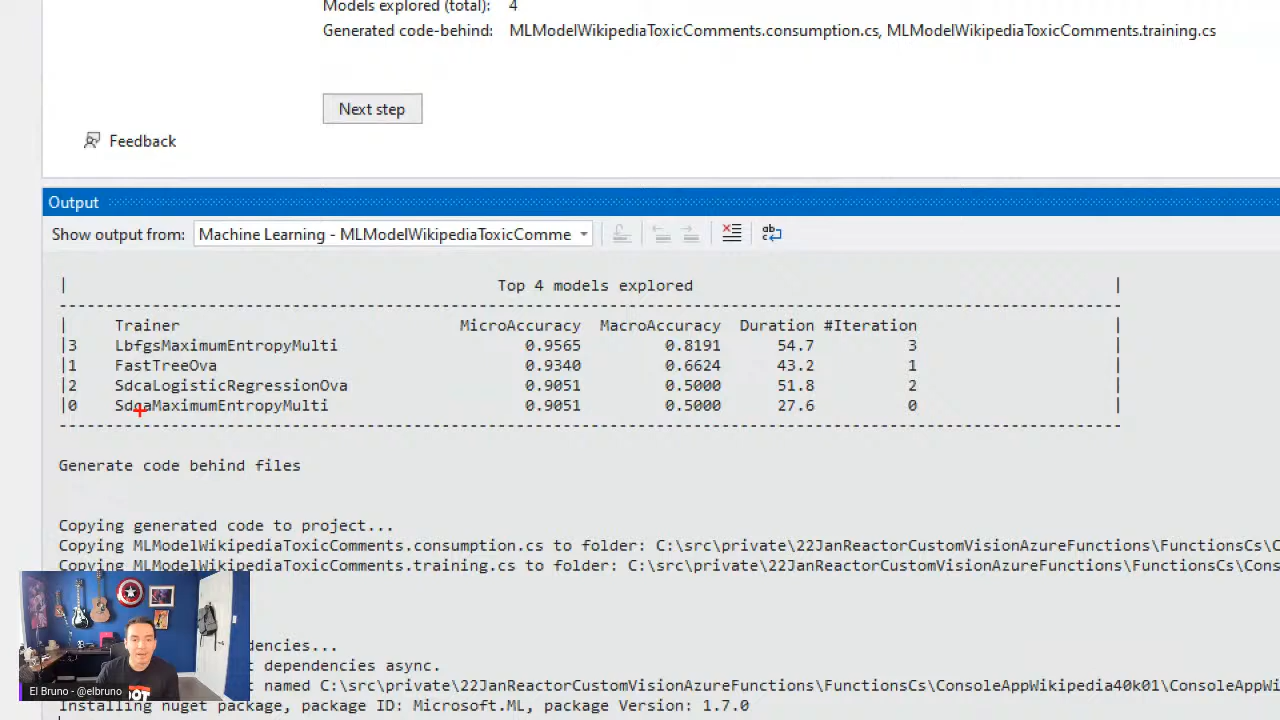 Models explored (total): 4
Generated code-behind: MLModelWikipediaToxicComments.consumption.cs, MLModelWikipediaToxicComments.training.cs
Next step
Feedback
Output
Show output from: Machine Learning - MLModelWikipediaToxicComme
| Top 4 models explored |
| Trainer MicroAccuracy MacroAccuracy Duration #Iteration |
|3 LbfgsMaximumEntropyMulti 0.9565 0.8191 54.7 3 |
|1 FastTreeOva 0.9340 0.6624 43.2 1 |
|2 SdcaLogisticRegressionOva 0.9051 0.5000 51.8 2 |
|0 SdcaMaximumEntropyMulti 0.9051 0.5000 27.6 0 |
Generate code behind files
Copying generated code to project...
Copying MLModelWikipediaToxicComments.consumption.cs to folder: C:\src\private\22JanReactorCustomVisionAzureFunctions\FunctionsCs\C
Copying MLModelWikipediaToxicComments.training.cs to folder: C:\src\private\22JanReactorCustomVisionAzureFunctions\FunctionsCs\Cons
dencies...
t dependencies async.
t named C:\src\private\22JanReactorCustomVisionAzureFunctions\FunctionsCs\ConsoleAppWikipedia40k01\ConsoleAppWi
El Bruno - @elbruno
Installing nuget package, package ID: Microsoft.ML, package Version: 1.7.0